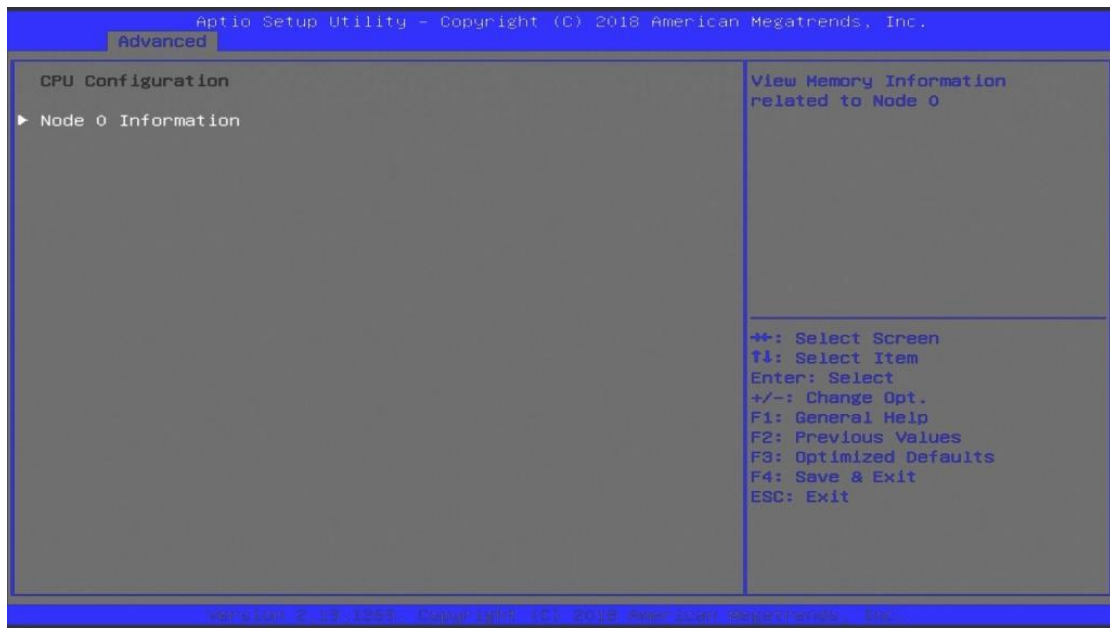 Aptio Setup Utility – Copyright (C) 2018 American Megatrends, Inc.
Advanced
CPU Configuration
► Node 0 Information
View Memory Information
related to Node 0
→←: Select Screen
↑↓: Select Item
Enter: Select
+/-: Change Opt.
F1: General Help
F2: Previous Values
F3: Optimized Defaults
F4: Save & Exit
ESC: Exit
Version Copyright (C) 2018 American Megatrends, Inc.